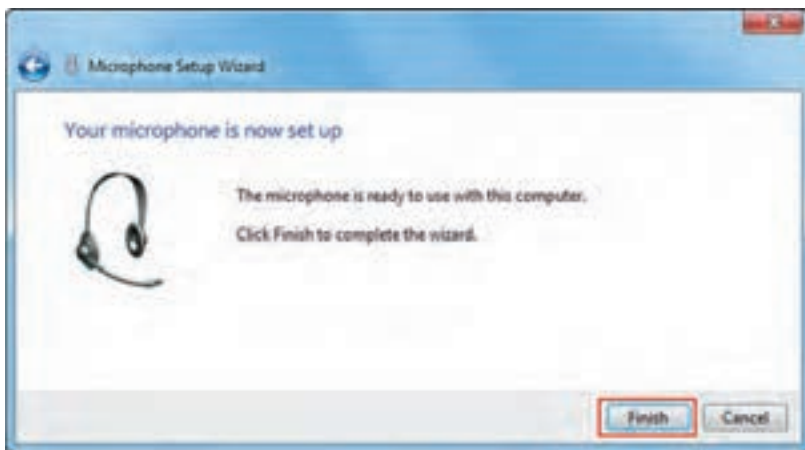 Microphone Setup Wizard
Your microphone is now set up
The microphone is ready to use with this computer.
Click Finish to complete the wizard.
Finish
Cancel